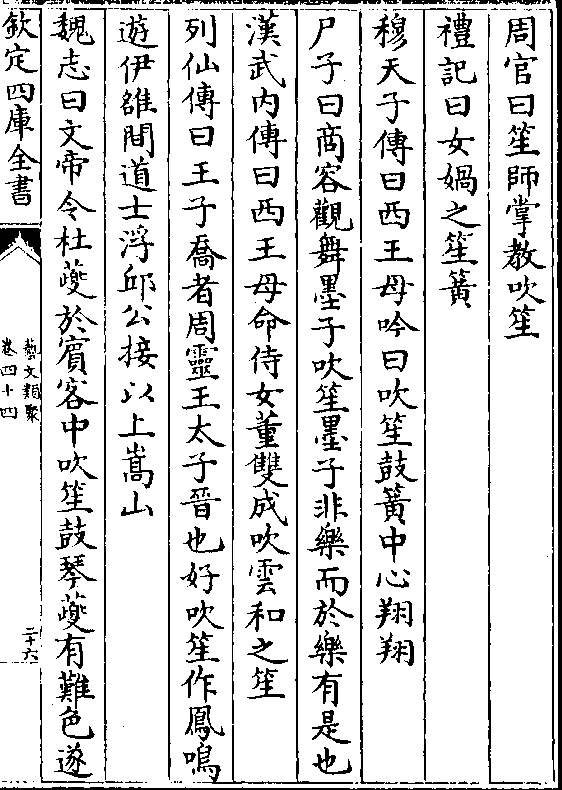 周官曰笙師掌教吹笙
禮記曰女媧之笙簧
穆天子傳曰西王母吟曰吹笙鼓簧中心翔翔
尸子曰商容觀舞墨子吹笙墨子非樂而於樂有是也
漢武内傳曰西王母命侍女董雙成吹雲和之笙
列仙傳曰王子喬者周靈王太子晉也好吹笙作鳳鳴
遊伊雒間道士浮邱公接以上嵩山
魏志曰文帝令杜夔於賓客中吹笙鼓琴夔有難色遂
欽定四庫全書
藝文類聚
卷四十四
二十六